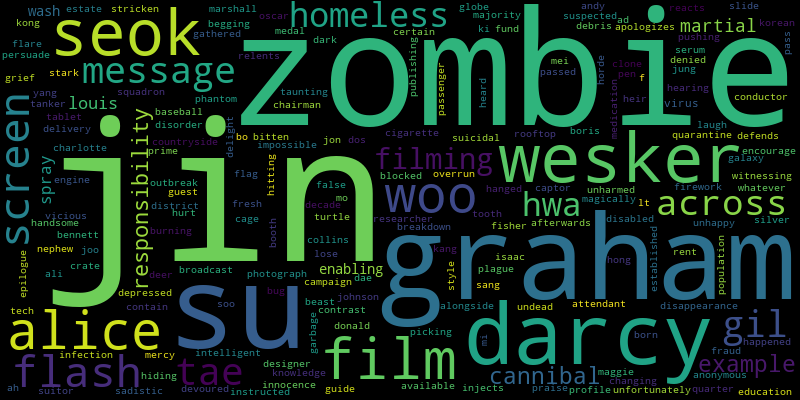 wash estate stricken marshall oscar globe majority andy suspected ad reacts slide
kong begging medal ki fund debris apologizes korean
seok homeless zombie martial
flare gathered relents dark certain publishing pushing pass
persuade message stark taunting passenger heard horde mei passed clone pen f serum denied jung
grief yang squadron chairman medication heir hearing virus
tanker louis phantom baseball cigarette rooftop boris laugh conductor
tablet delivery disorder delight bo bitten jon dos suicidal quarantine defends
screen charlotte countryside impossible filming wesker galaxy encourage
spray responsibility prime blocked overrun witnessing
engine outbreak flag hitting false decade hanged captor unharmed firework whatever
jin guest woo magically
vicious district fresh mo tooth hwa lt across
handsome hurt cage turtle researcher afterwards disabled silver
bennett burning booth collins breakdown fisher graham established unhappy
nephew joo deer lose kang isaac hong rent population
crate broadcast photograph enabling style plague
epilogue ali su dae sang
depressed campaign johnson undead attendant disappearance
tech contain soo bug beast contrast alongside
alice garbage donald picking darcy mi born gil
infection mercy intelligent film fraud happened
flash hiding tae designer knowledge cannibal maggie example
ah suitor sadistic devoured instructed innocence guide available injects praise changing profile unfortunately anonymous quarter education